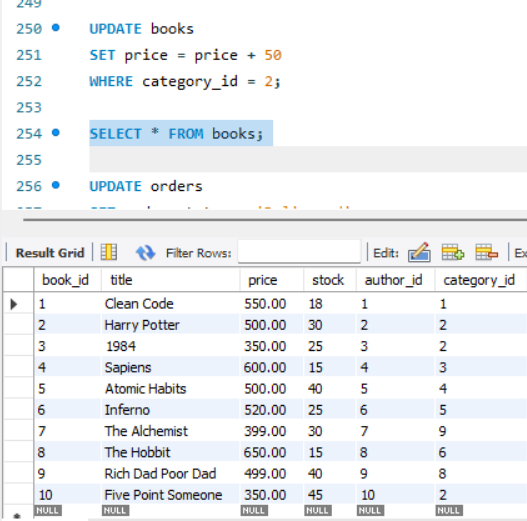 249
250 UPDATE books
251 SET price = price + 50
252 WHERE category_id = 2;
253
254 SELECT * FROM books;
255
256 UPDATE orders
Result Grid Filter Rows: Edit:
book_id title price stock author_id category_id
1 Clean Code 550.00 18 1 1
2 Harry Potter 500.00 30 2 2
3 1984 350.00 25 3 2
4 Sapiens 600.00 15 4 3
5 Atomic Habits 500.00 40 5 4
6 Inferno 520.00 25 6 5
7 The Alchemist 399.00 30 7 9
8 The Hobbit 650.00 15 8 6
9 Rich Dad Poor Dad 499.00 40 9 8
10 Five Point Someone 350.00 45 10 2
NULL NULL NULL NULL NULL NULL